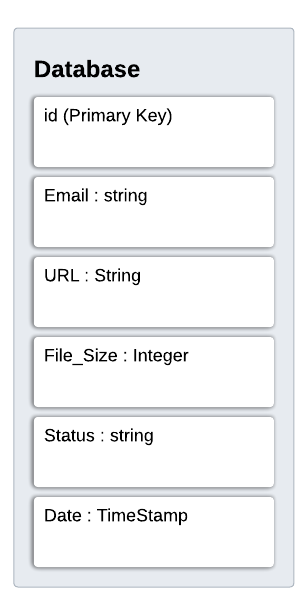 Database
id (Primary Key)
Email : string
URL : String
File_Size : Integer
Status : string
Date : TimeStamp